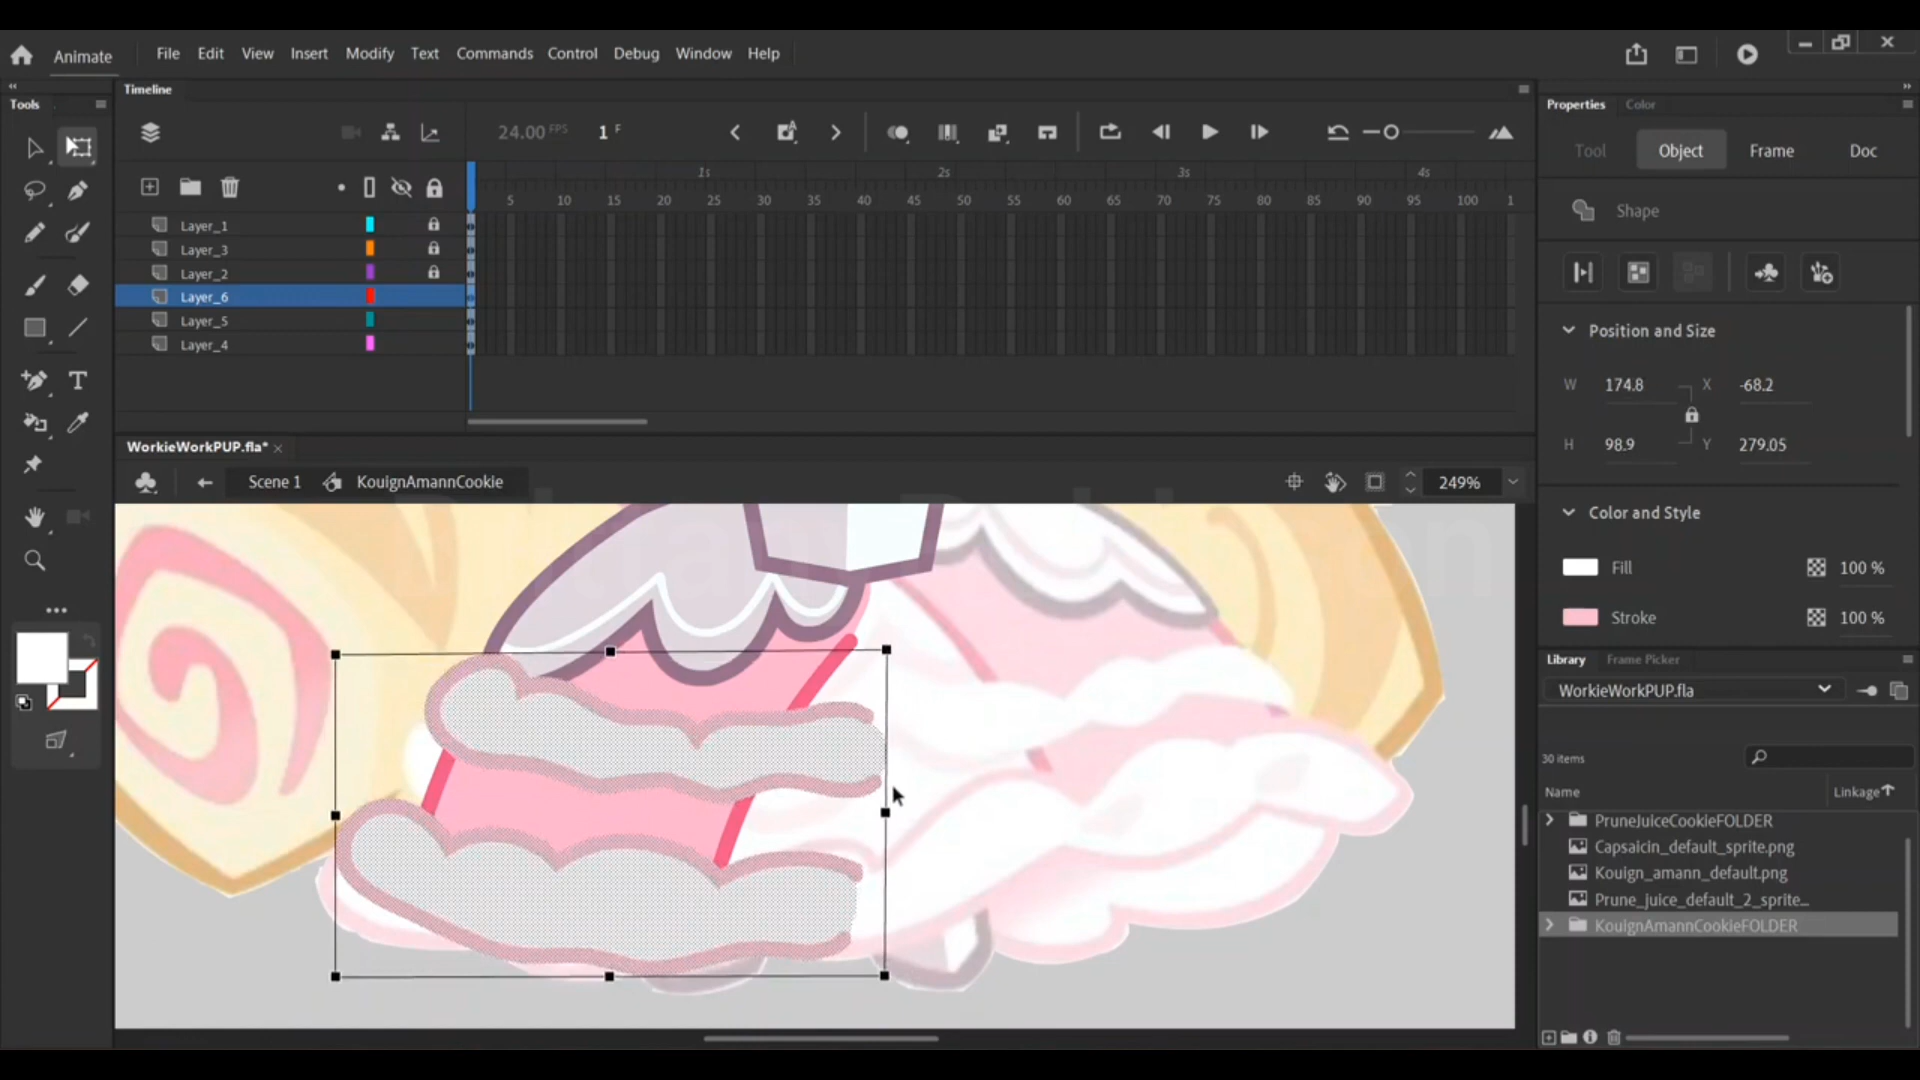 Animate
File Edit View Insert Modify Text Commands Control Debug Window Help
Tools
Timeline
Properties Color
24.00 FPS 1 F
Tool Object Frame Doc
1s 2s 3s 4s
5 10 15 20 25 30 35 40 45 50 55 60 65 70 75 80 85 90 95 100 1
Shape
Layer_1
Layer_3
Layer_2
Layer_6
Layer_5
Layer_4
Position and Size
W 174.8 X -68.2
H 98.9 Y 279.05
WorkieWorkPUP.fla*
Scene 1 KouignAmannCookie
249%
Color and Style
Fill 100 %
Stroke 100 %
Library Frame Picker
WorkieWorkPUP.fla
30 items
Name Linkage
PruneJuiceCookieFOLDER
Capsaicin_default_sprite.png
Kouign_amann_default.png
Prune_juice_default_2_sprite...
KouignAmannCookieFOLDER